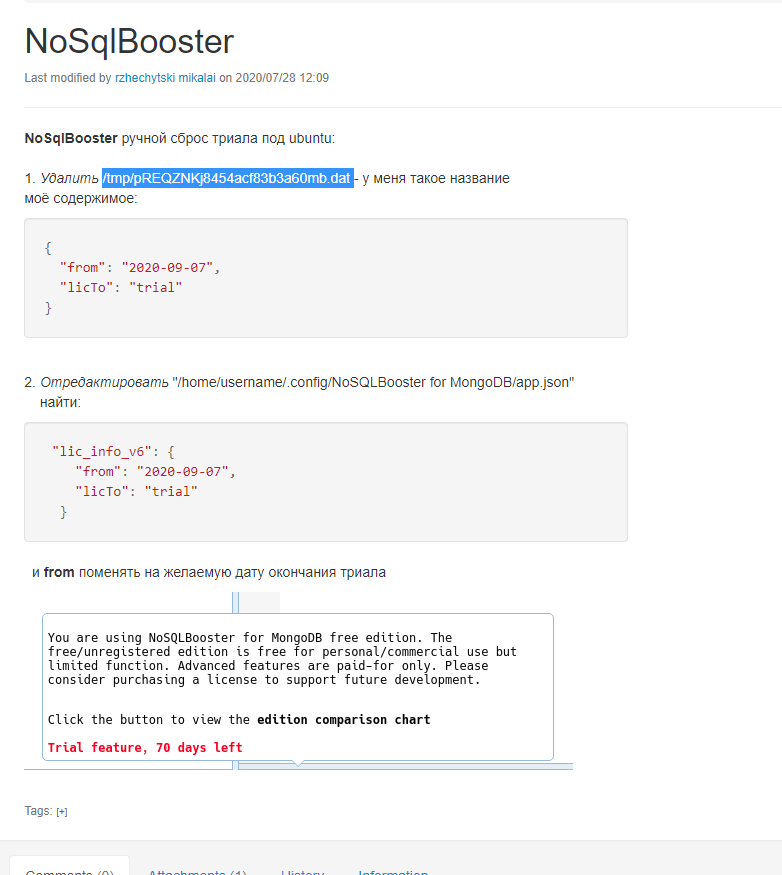 NoSqlBooster
Last modified by rzhechytski mikalai on 2020/07/28 12:09
NoSqlBooster ручной сброс триала под ubuntu:
1. Удалить /tmp/pREQZNKj8454acf83b3a60mb.dat - у меня такое название
моё содержимое:
{
"from": "2020-09-07",
"licTo": "trial"
}
2. Отредактировать "/home/username/.config/NoSQLBooster for MongoDB/app.json"
найти:
"lic_info_v6": {
"from": "2020-09-07",
"licTo": "trial"
}
и from поменять на желаемую дату окончания триала
You are using NoSQLBooster for MongoDB free edition. The
free/unregistered edition is free for personal/commercial use but
limited function. Advanced features are paid-for only. Please
consider purchasing a license to support future development.
Click the button to view the edition comparison chart
Trial feature, 70 days left
Tags: [+]
Comments (0) Attachments (1) History Information